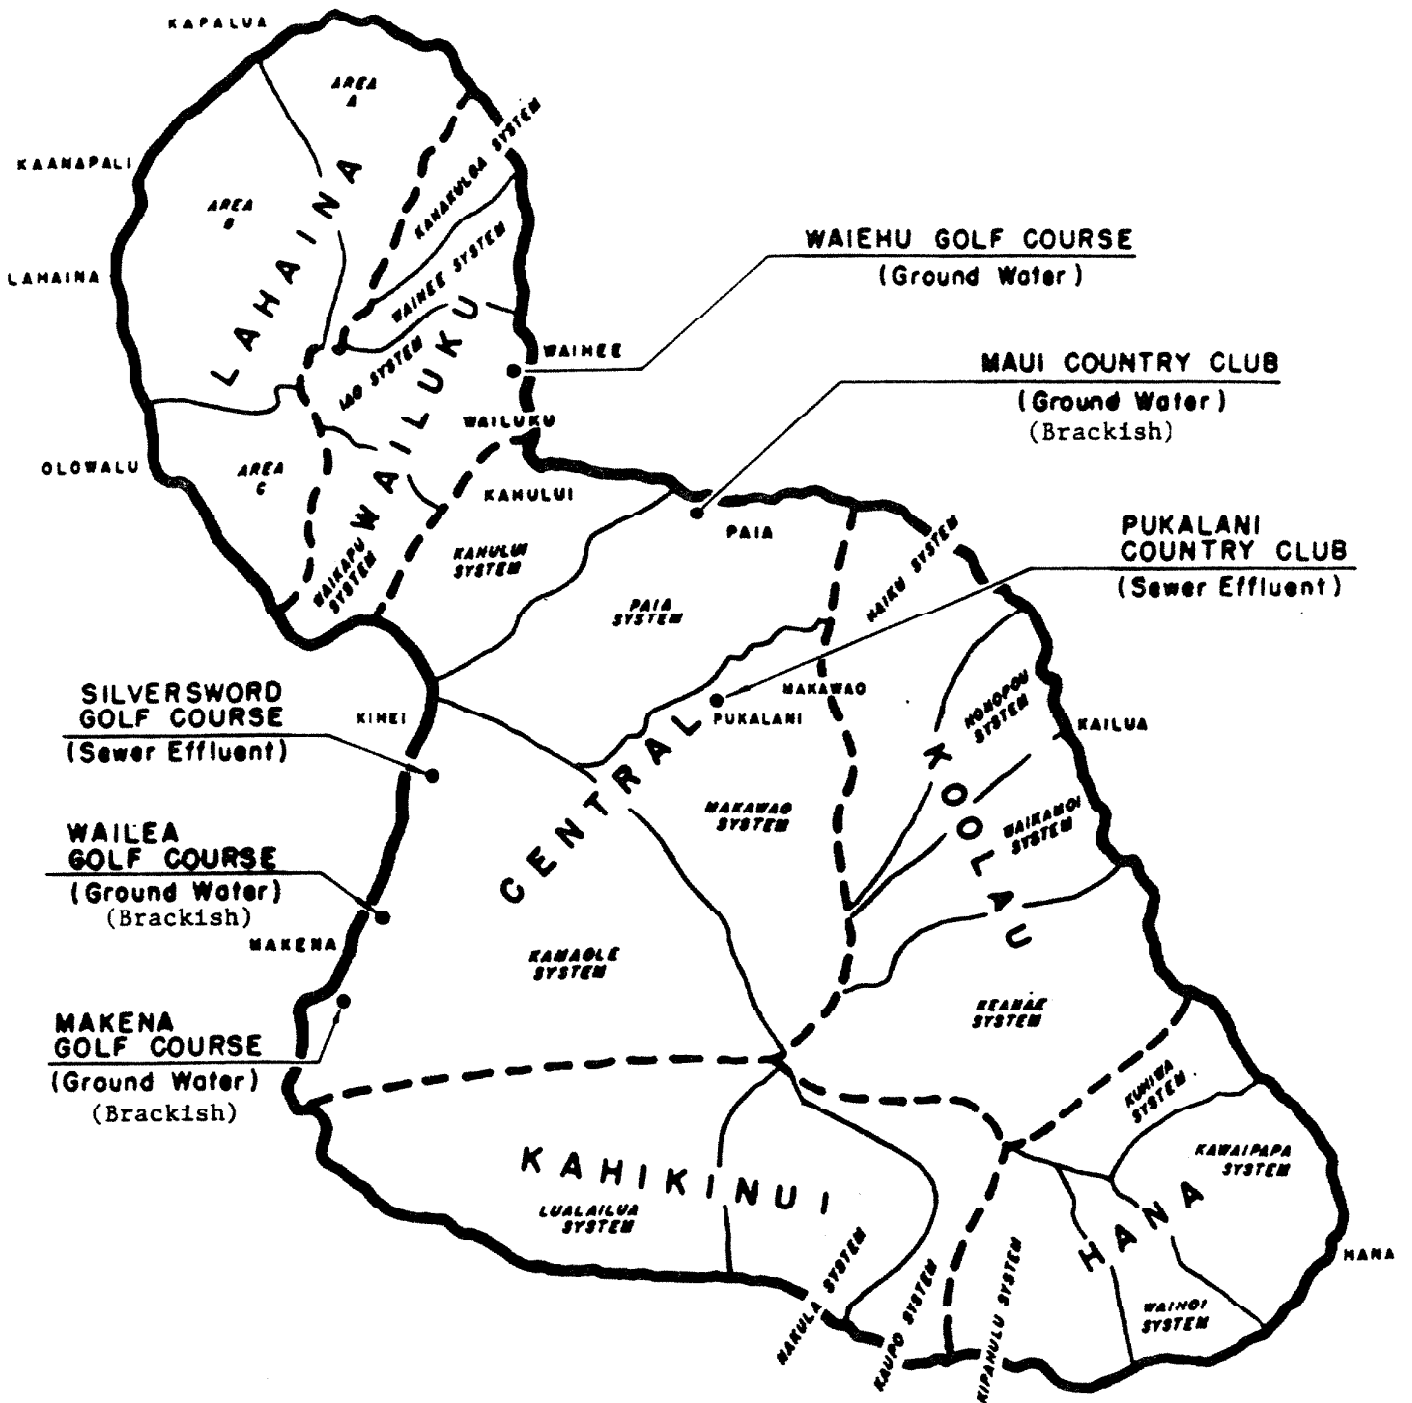 KAPALUA
AREA
A
KAANAPALI
KAHAKULOA SYSTEM
AREA
B
LAHAINA
WAIHEE SYSTEM
WAIEHU GOLF COURSE
(Ground Water)
LAHAINA
IAO SYSTEM
WAIHEE
MAUI COUNTRY CLUB
(Ground Water)
(Brackish)
WAILUKU
WAILUKU
OLOWALU
AREA
C
KAHULUI
PAIA
PUKALANI
COUNTRY CLUB
(Sewer Effluent)
WAIKAPU
SYSTEM
KAHULUI
SYSTEM
HAIKU SYSTEM
PAIA
SYSTEM
SILVERSWORD
GOLF COURSE
(Sewer Effluent)
KIHEI
MAKAWAO
PUKALANI
HONOPOU
SYSTEM
KAILUA
CENTRAL
KOOLAU
MAKAWAO
SYSTEM
WAIKAMOI
SYSTEM
WAILEA
GOLF COURSE
(Ground Water)
(Brackish)
MAKENA
KAMAOLE
SYSTEM
KEANAE
SYSTEM
MAKENA
GOLF COURSE
(Ground Water)
(Brackish)
KUHIWA
SYSTEM
KAHIKINUI
KAWAIPAPA
SYSTEM
LUALAILUA
SYSTEM
HANA
HANA
NAKULA SYSTEM
KAUPO SYSTEM
KIPAHULU SYSTEM
WAIHOI
SYSTEM